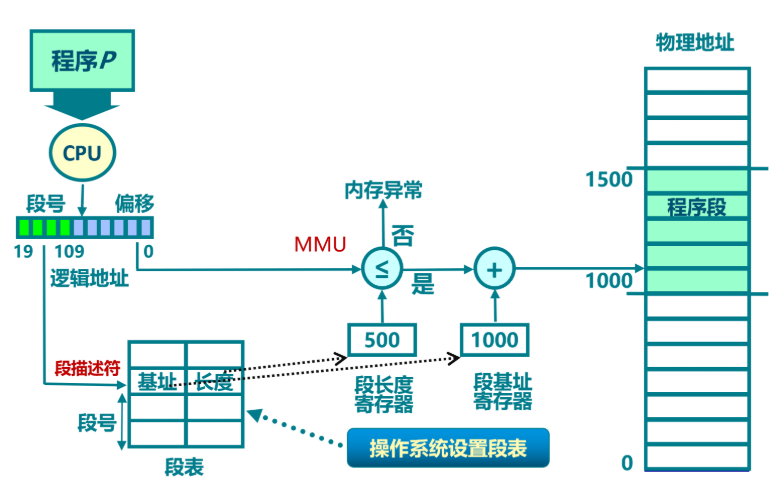 物理地址
程序P
CPU
段号 偏移
19 109 0
逻辑地址
MMU
内存异常
否
≤
是
+
500
1000
段长度
寄存器
段基址
寄存器
1500
程序段
1000
0
段描述符
基址 长度
段号
段表
操作系统设置段表